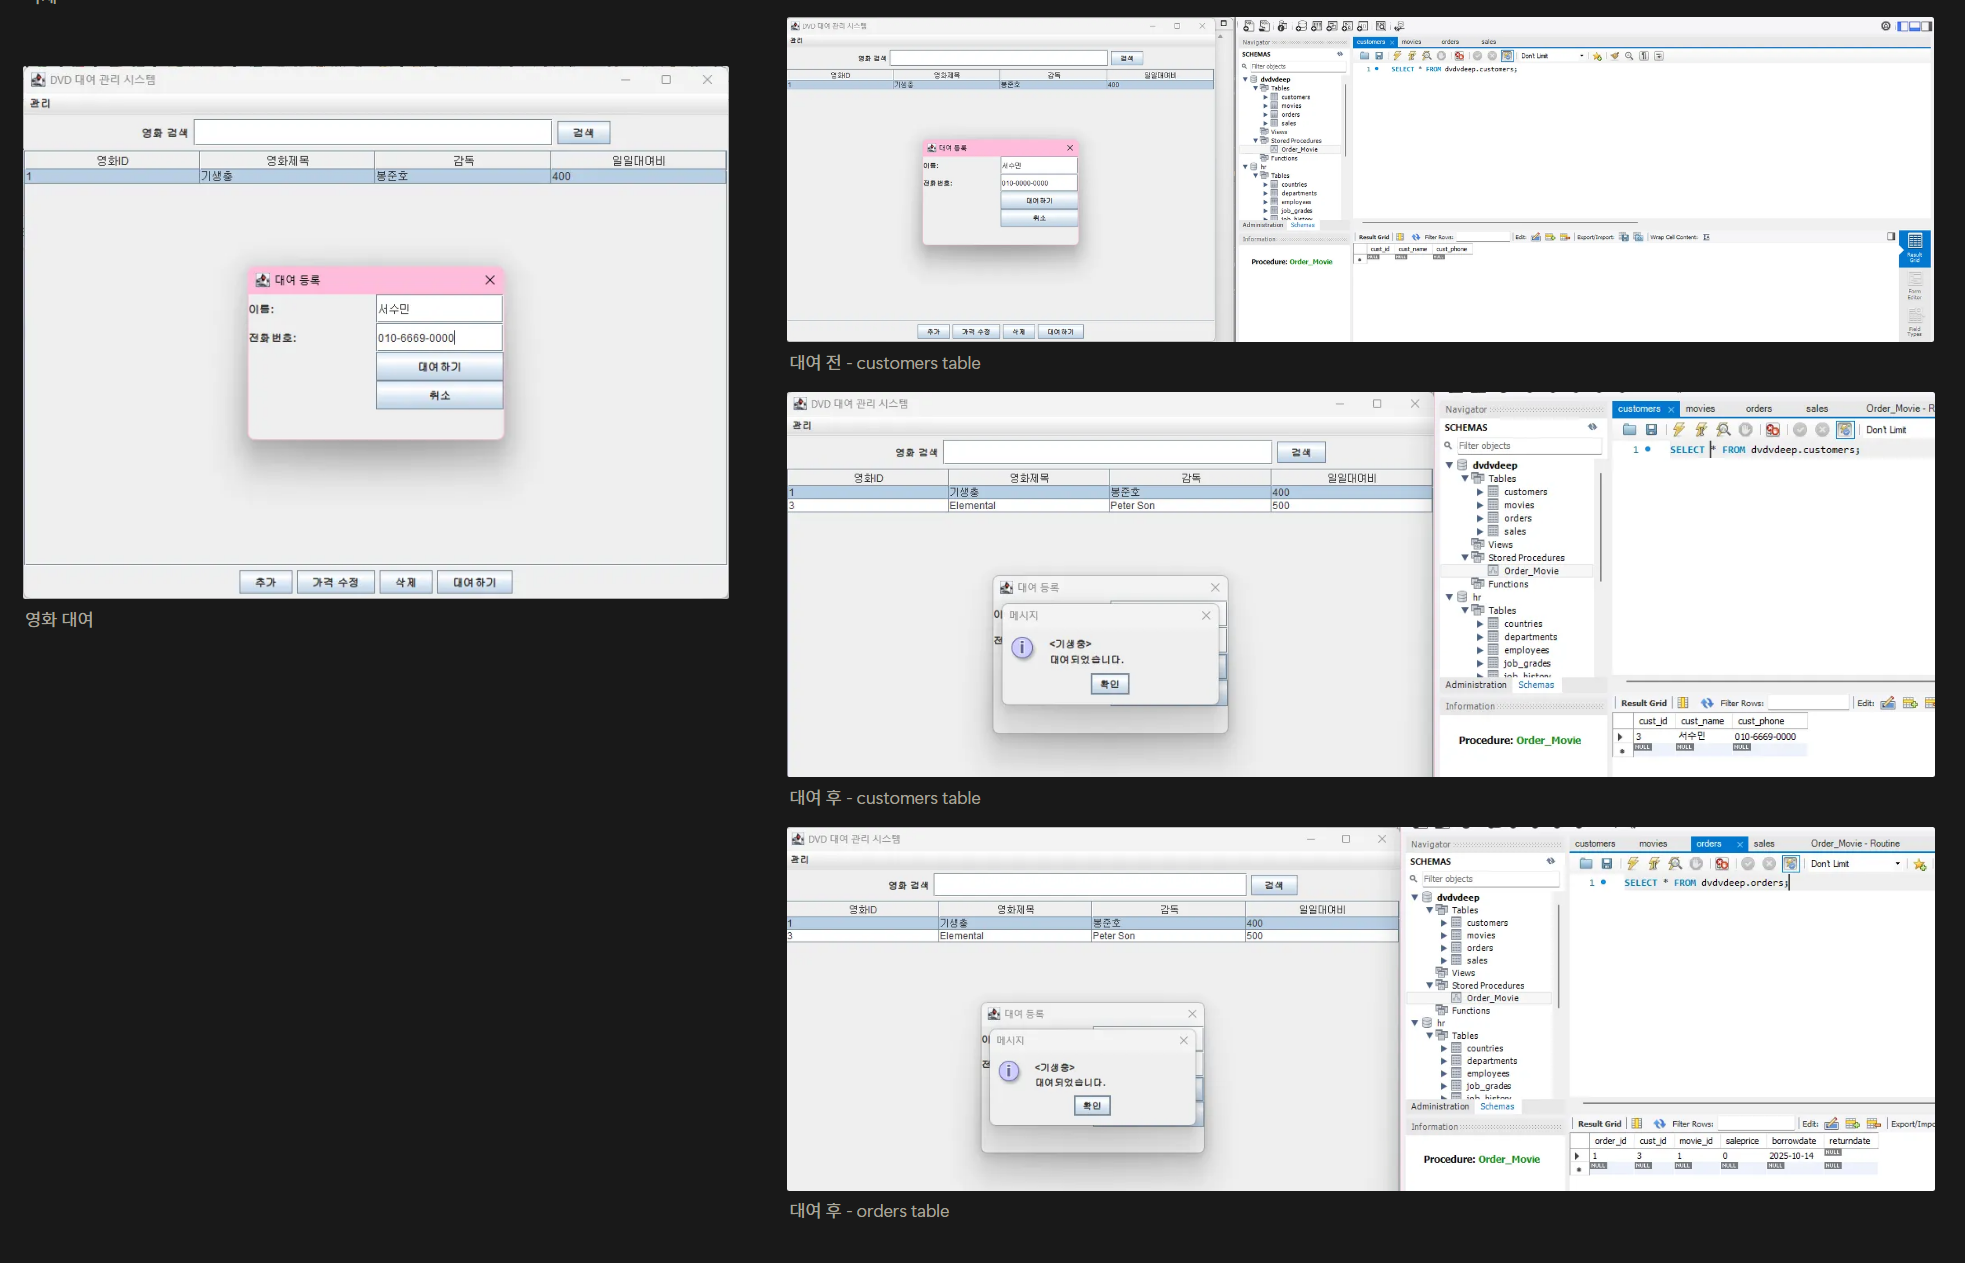 DVD 대여 관리 시스템
관리
영화 검색
검색
영화ID 영화제목 감독 일일대여비
1 기생충 봉준호 400
대여 등록
이름: 서수민
전화 번호: 010-6669-0000
대여하기
취소
추가 가격 수정 삭제 대여하기
영화 대여
DVD 대여 관리 시스템
관리
영화 검색 검색
영화ID 영화제목 감독 일일대여비
1 기생충 봉준호 400
대여 등록
이름: 서수민
전화 번호: 010-0000-0000
대여하기
취소
추가 가격 수정 삭제 대여하기
Navigator
SCHEMAS
Filter objects
dvdvdeep
Tables
customers
movies
orders
sales
Views
Stored Procedures
Order_Movie
Functions
hr
Tables
countries
departments
employees
job_grades
job_history
Administration Schemas
Information
Procedure: Order_Movie
customers movies orders sales
Don't Limit
1 SELECT * FROM dvdvdeep.customers;
Result Grid Filter Rows: Edit: Export/Import: Wrap Cell Content:
cust_id cust_name cust_phone
NULL NULL NULL
Result Grid
Form Editor
Field Types
대여 전 - customers table
DVD 대여 관리 시스템
관리
영화 검색 검색
영화ID 영화제목 감독 일일대여비
1 기생충 봉준호 400
3 Elemental Peter Son 500
대여 등록
이
전
메시지
<기생충>
대여되었습니다.
확인
Navigator
SCHEMAS
Filter objects
dvdvdeep
Tables
customers
movies
orders
sales
Views
Stored Procedures
Order_Movie
Functions
hr
Tables
countries
departments
employees
job_grades
job_history
Administration Schemas
Information
Procedure: Order_Movie
customers movies orders sales Order_Movie - R
Don't Limit
1 SELECT * FROM dvdvdeep.customers;
Result Grid Filter Rows: Edit:
cust_id cust_name cust_phone
3 서수민 010-6669-0000
NULL NULL NULL
대여 후 - customers table
DVD 대여 관리 시스템
관리
영화 검색 검색
영화ID 영화제목 감독 일일대여비
1 기생충 봉준호 400
3 Elemental Peter Son 500
대여 등록
이
전
메시지
<기생충>
대여되었습니다.
확인
Navigator
SCHEMAS
Filter objects
dvdvdeep
Tables
customers
movies
orders
sales
Views
Stored Procedures
Order_Movie
Functions
hr
Tables
countries
departments
employees
job_grades
job_history
Administration Schemas
Information
Procedure: Order_Movie
customers movies orders sales Order_Movie - Routine
Don't Limit
1 SELECT * FROM dvdvdeep.orders;
Result Grid Filter Rows: Edit: Export/Impo
order_id cust_id movie_id saleprice borrowdate returndate
1 3 1 0 2025-10-14 NULL
NULL NULL NULL NULL NULL NULL
대여 후 - orders table